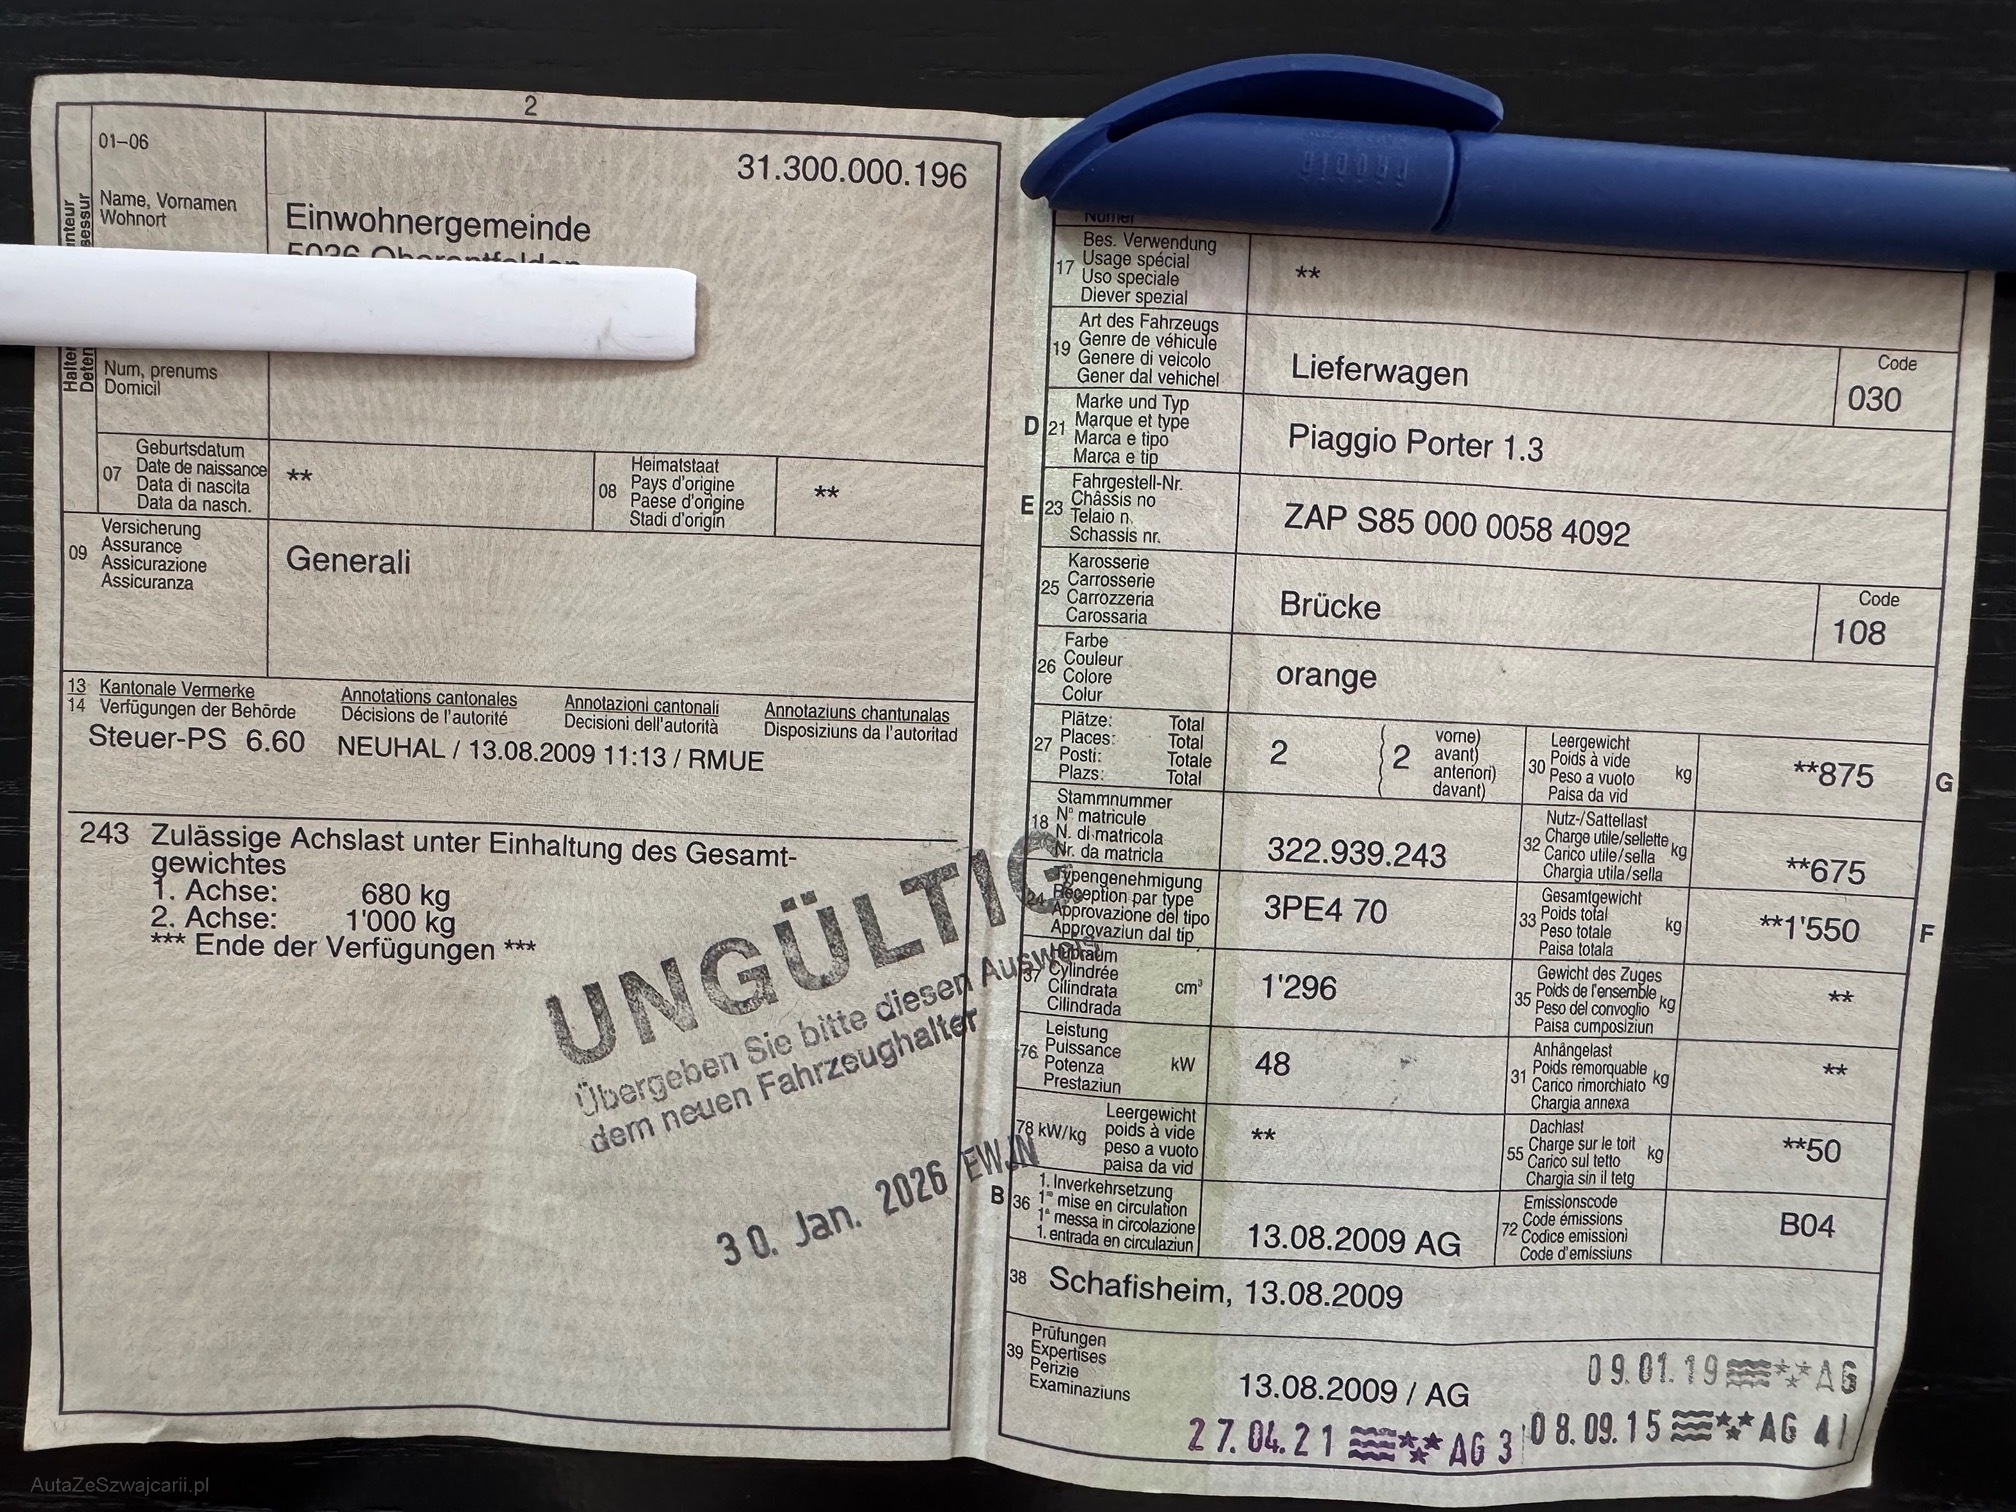 2
01–06
31.300.000.196
Name, Vornamen
Wohnort
Einwohnergemeinde
5036 Oberentfelden
Num, prenums
Domicil
07
Geburtsdatum
Date de naissance
Data di nascita
Data da nasch.
**
08
Heimatstaat
Pays d'origine
Paese d'origine
Stadi d'origin
**
09
Versicherung
Assurance
Assicurazione
Assicuranza
Generali
13 Kantonale Vermerke Annotations cantonales Annotazioni cantonali Annotaziuns chantunalas
14 Verfügungen der Behörde Décisions de l'autorité Decisioni dell'autorità Disposiziuns da l'autoritad
Steuer-PS 6.60 NEUHAL / 13.08.2009 11:13 / RMUE
243 Zulässige Achslast unter Einhaltung des Gesamt-
gewichtes
1. Achse: 680 kg
2. Achse: 1'000 kg
*** Ende der Verfügungen ***
UNGÜLTIG
Übergeben Sie bitte diesen Ausweis
dem neuen Fahrzeughalter
30. Jan. 2026 EWJN
Numer
17
Bes. Verwendung
Usage spécial
Uso speciale
Diever spezial
**
19
Art des Fahrzeugs
Genre de véhicule
Genere di veicolo
Gener dal vehichel
Lieferwagen
Code
030
D 21
Marke und Typ
Marque et type
Marca e tipo
Marca e tip
Piaggio Porter 1.3
E 23
Fahrgestell-Nr.
Châssis no
Telaio n.
Schassis nr.
ZAP S85 000 0058 4092
25
Karosserie
Carrosserie
Carrozzeria
Carossaria
Brücke
Code
108
26
Farbe
Couleur
Colore
Colur
orange
27
Plätze: Total
Places: Total
Posti: Totale
Plazs: Total
2
2
vorne)
avant)
anteriori)
davant)
30
Leergewicht
Poids à vide
Peso a vuoto
Paisa da vid
kg
**875
G
18
Stammnummer
N° matricule
N. di matricola
Nr. da matricla
322.939.243
32
Nutz-/Sattellast
Charge utile/sellette
Carico utile/sella
Chargia utila/sella
kg
**675
24
Typengenehmigung
Réception par type
Approvazione del tipo
Approvaziun dal tip
3PE4 70
33
Gesamtgewicht
Poids total
Peso totale
Paisa totala
kg
**1'550
F
37
Hubraum
Cylindrée
Cilindrata
Cilindrada
cm³
1'296
35
Gewicht des Zuges
Poids de l'ensemble
Peso del convoglio
Paisa cumposiziun
kg
**
76
Leistung
Puissance
Potenza
Prestaziun
kW
48
31
Anhängelast
Poids remorquable
Carico rimorchiato
Chargia annexa
kg
**
78 kW/kg
Leergewicht
poids à vide
peso a vuoto
paisa da vid
**
55
Dachlast
Charge sur le toit
Carico sul tetto
Chargia sin il tetg
kg
**50
B 36
1. Inverkehrsetzung
1re mise en circulation
1a messa in circolazione
1. entrada en circulaziun
13.08.2009 AG
72
Emissionscode
Code émissions
Codice emissioni
Code d'emissiuns
B04
38 Schafisheim, 13.08.2009
39
Prüfungen
Expertises
Perizie
Examinaziuns
13.08.2009 / AG
09.01.19 AG
27.04.21 AG 3
08.09.15 AG 41
AutaZeSzwajcarii.pl